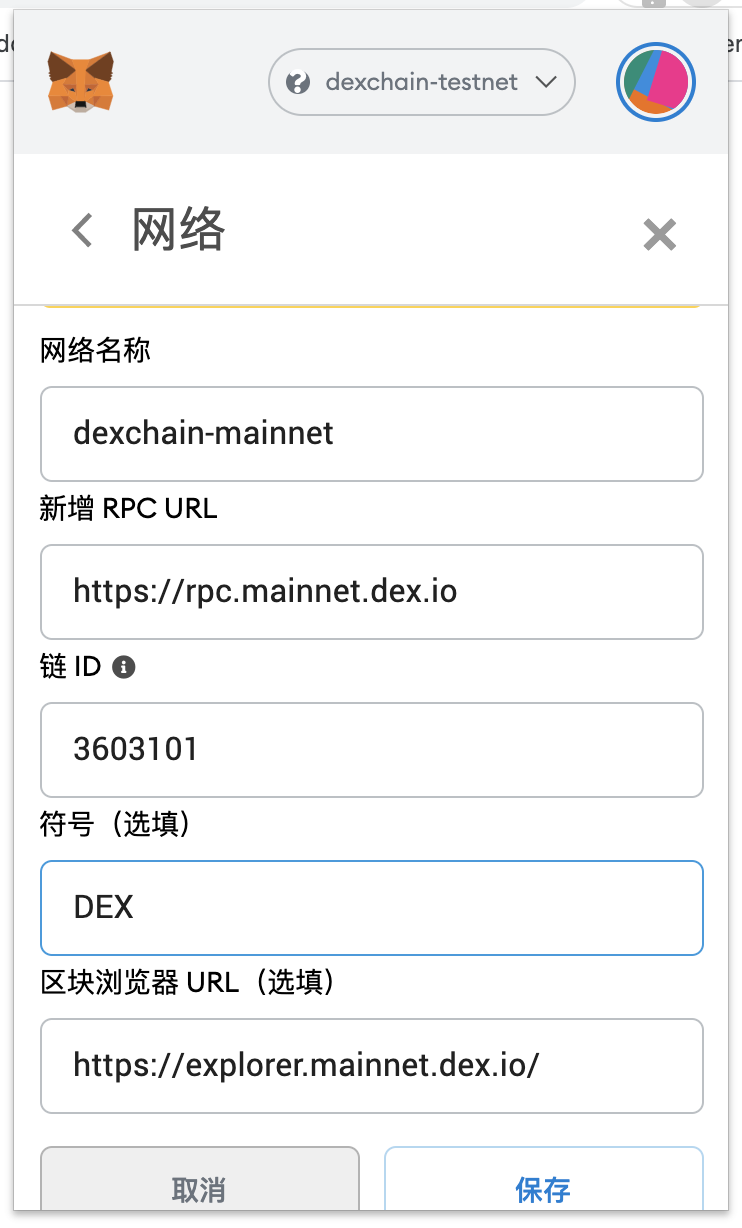 dexchain-testnet
网络
网络名称
dexchain-mainnet
新增 RPC URL
https://rpc.mainnet.dex.io
链 ID
3603101
符号（选填）
DEX
区块浏览器 URL（选填）
https://explorer.mainnet.dex.io/
取消
保存